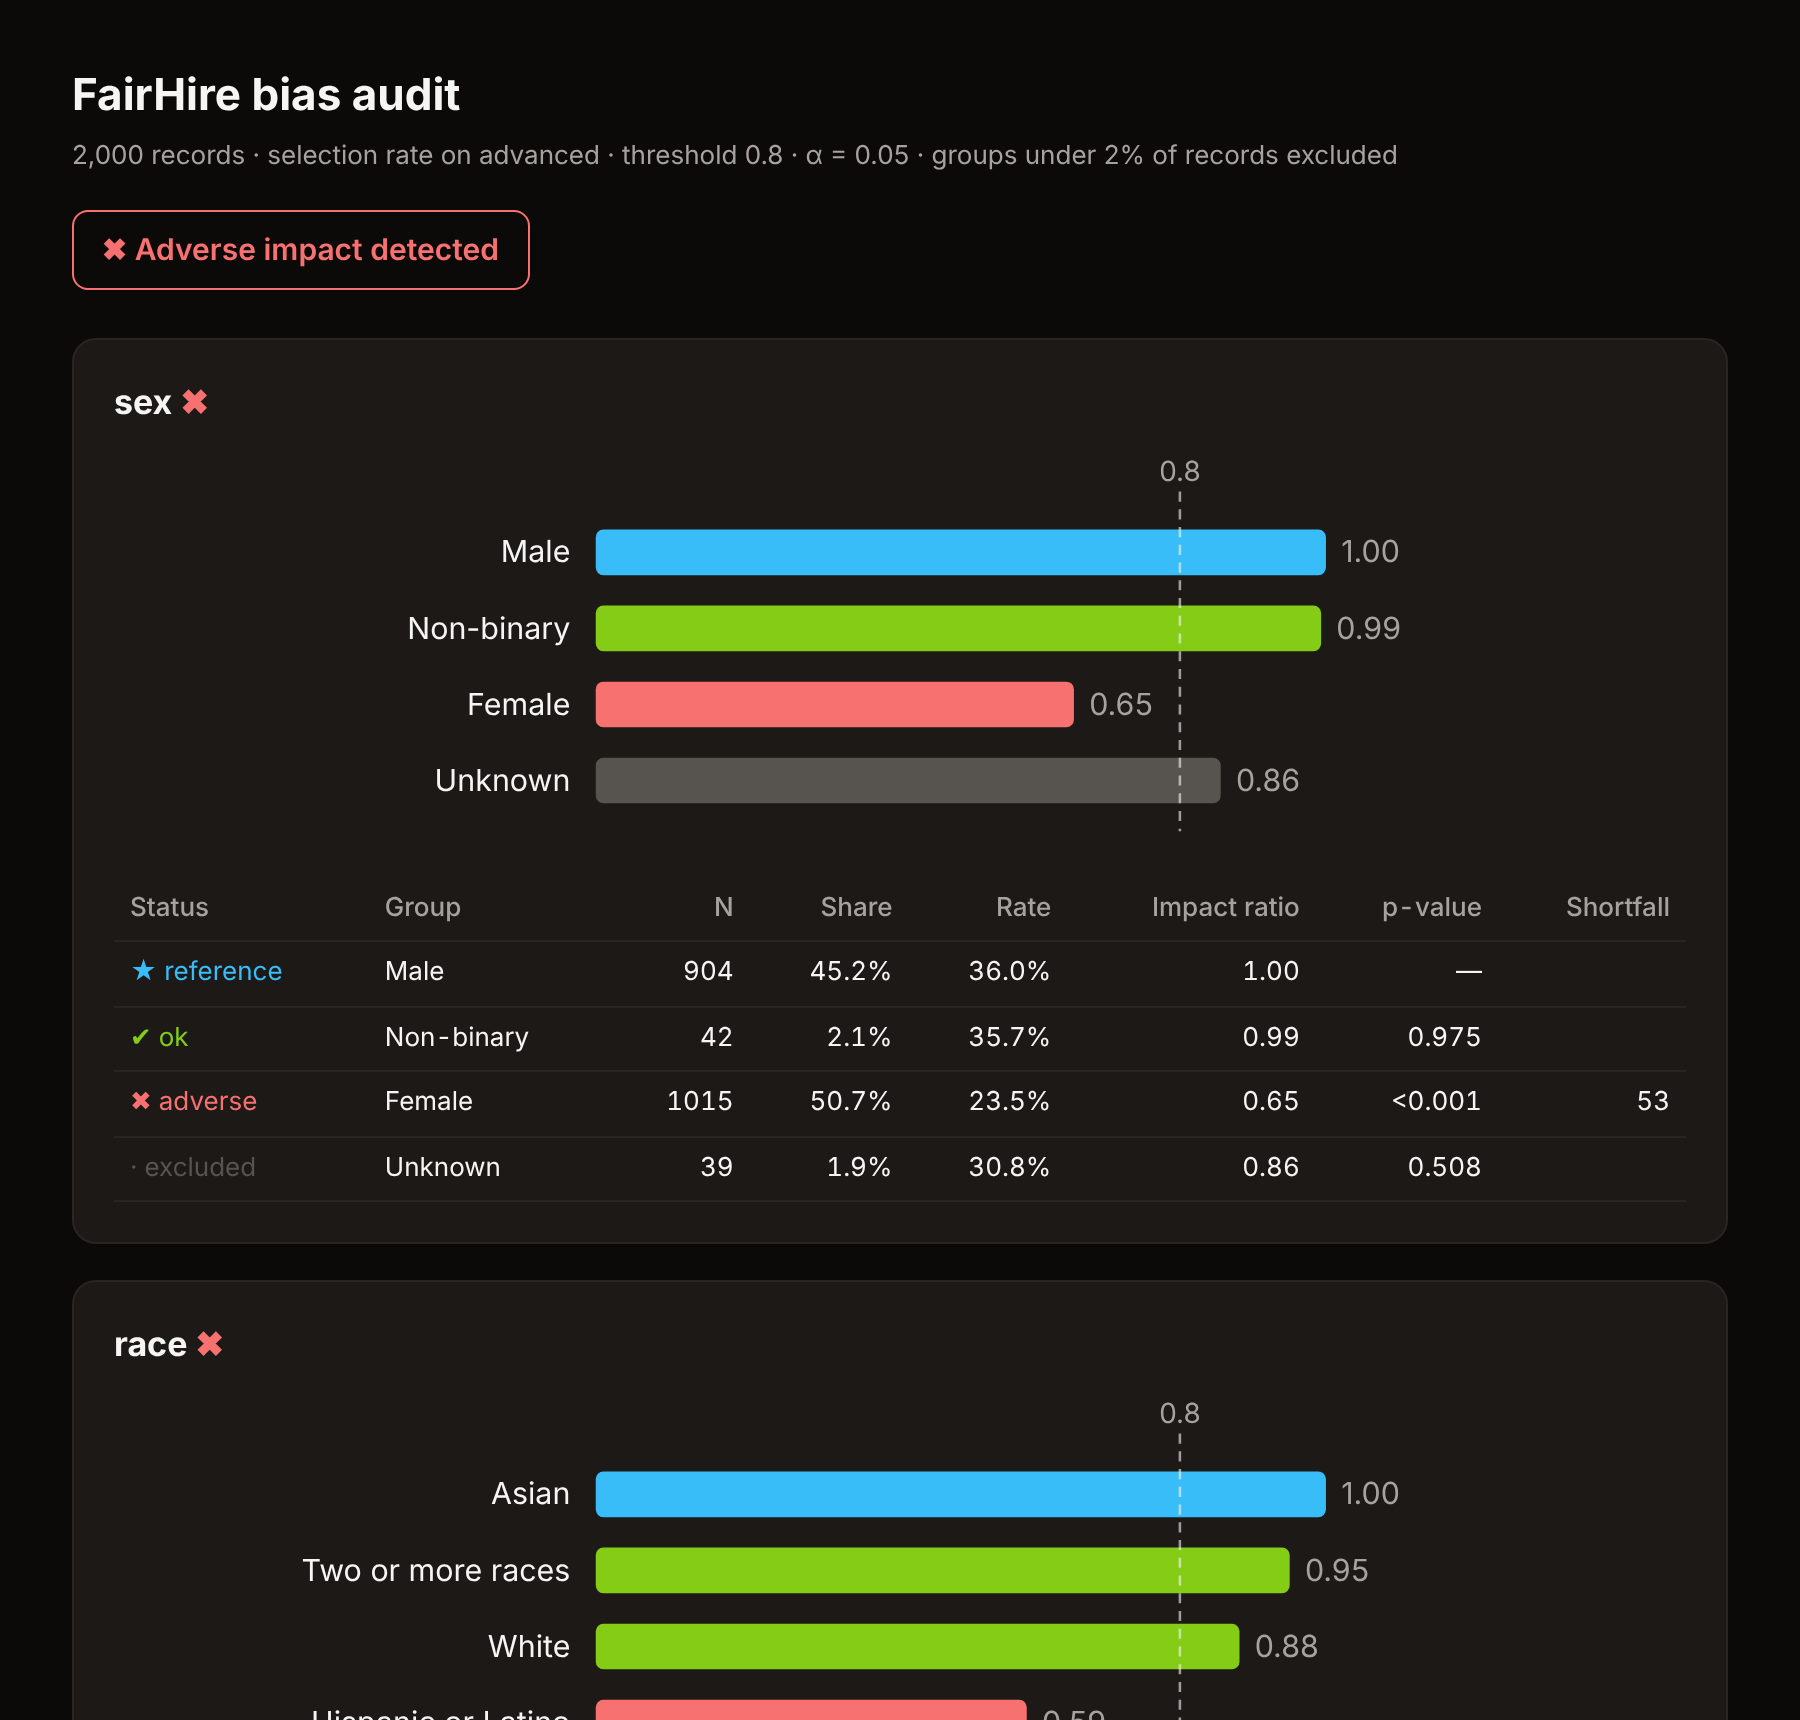 FairHire bias audit
2,000 records · selection rate on advanced · threshold 0.8 · α = 0.05 · groups under 2% of records excluded
✖ Adverse impact detected
sex ✖
0.8
Male 1.00
Non-binary 0.99
Female 0.65
Unknown 0.86
Status Group N Share Rate Impact ratio p-value Shortfall
★ reference Male 904 45.2% 36.0% 1.00 —
✔ ok Non-binary 42 2.1% 35.7% 0.99 0.975
✖ adverse Female 1015 50.7% 23.5% 0.65 <0.001 53
· excluded Unknown 39 1.9% 30.8% 0.86 0.508
race ✖
0.8
Asian 1.00
Two or more races 0.95
White 0.88
Hispanic or Latino 0.59